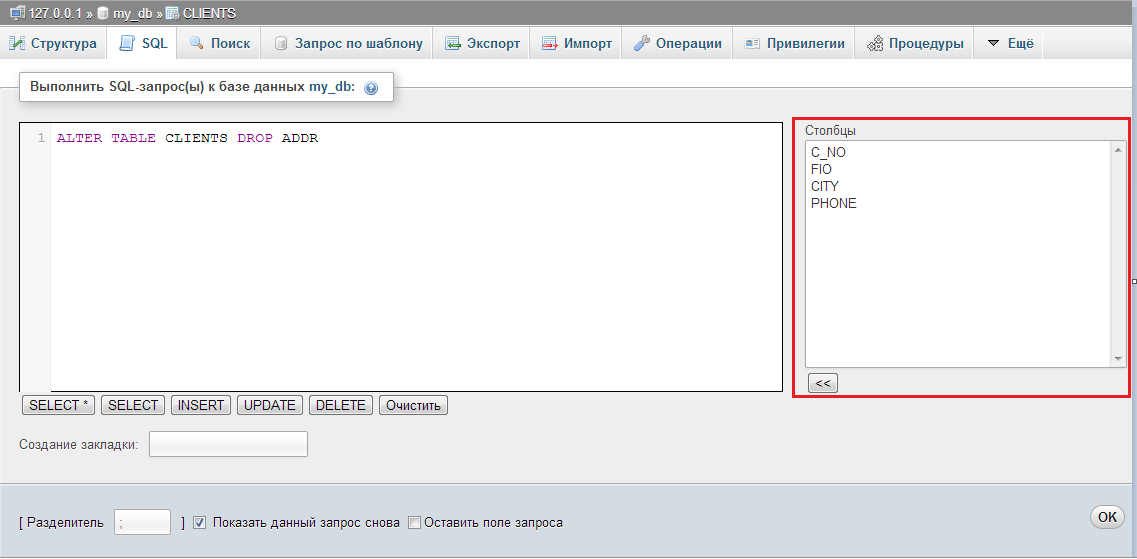 127.0.0.1 » my_db » CLIENTS
Структура SQL Поиск Запрос по шаблону Экспорт Импорт Операции Привилегии Процедуры Ещё
Выполнить SQL-запрос(ы) к базе данных my_db:
1 ALTER TABLE CLIENTS DROP ADDR
Столбцы
C_NO
FIO
CITY
PHONE
<<
SELECT * SELECT INSERT UPDATE DELETE Очистить
Создание закладки:
[ Разделитель ; ] Показать данный запрос снова Оставить поле запроса
OK